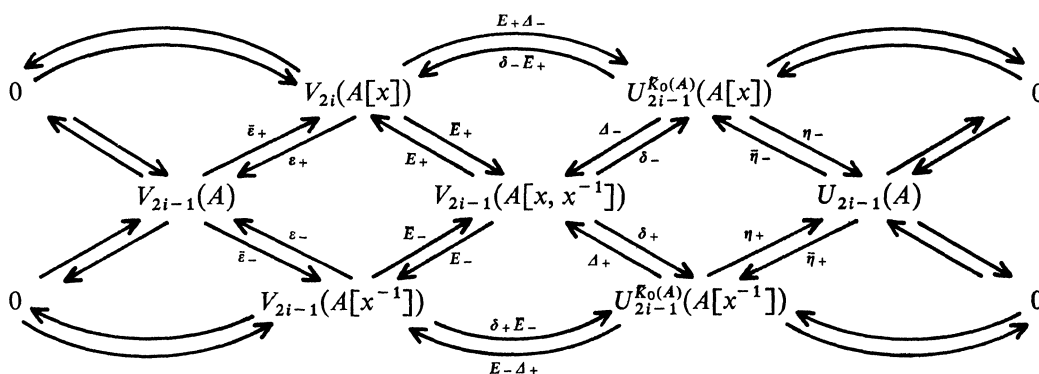 E₊Δ₋
δ₋Ē₊
0 V₂ᵢ(A[x]) U₂ᵢ₋₁^{K̃₀(A)}(A[x]) 0
ε̄₊ Ē₊ Δ₋ η₋
ε₊ E₊ δ₋ η̄₋
V₂ᵢ₋₁(A) V₂ᵢ₋₁(A[x, x⁻¹]) U₂ᵢ₋₁(A)
ε₋ Ē₋ δ₊ η₊
ε̄₋ E₋ Δ₊ η̄₊
0 V₂ᵢ₋₁(A[x⁻¹]) U₂ᵢ₋₁^{K̃₀(A)}(A[x⁻¹]) 0
δ₊Ē₋
E₋Δ₊